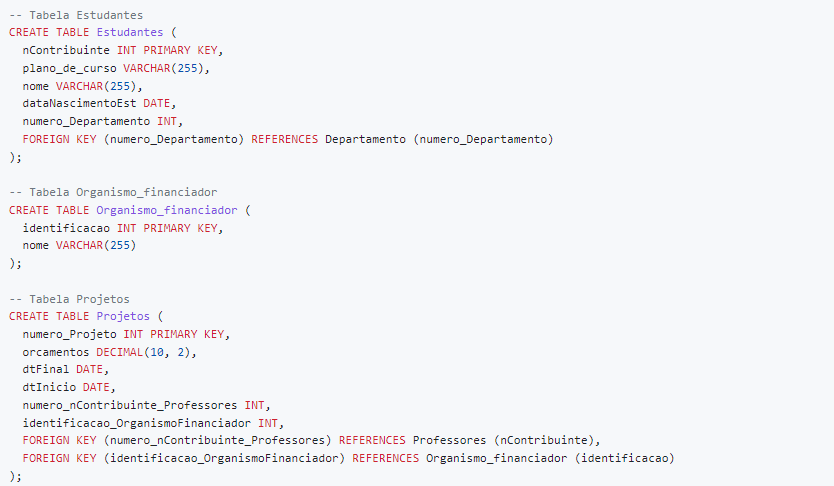 -- Tabela Estudantes
CREATE TABLE Estudantes (
nContribuinte INT PRIMARY KEY,
plano_de_curso VARCHAR(255),
nome VARCHAR(255),
dataNascimentoEst DATE,
numero_Departamento INT,
FOREIGN KEY (numero_Departamento) REFERENCES Departamento (numero_Departamento)
);
-- Tabela Organismo_financiador
CREATE TABLE Organismo_financiador (
identificacao INT PRIMARY KEY,
nome VARCHAR(255)
);
-- Tabela Projetos
CREATE TABLE Projetos (
numero_Projeto INT PRIMARY KEY,
orcamentos DECIMAL(10, 2),
dtFinal DATE,
dtInicio DATE,
numero_nContribuinte_Professores INT,
identificacao_OrganismoFinanciador INT,
FOREIGN KEY (numero_nContribuinte_Professores) REFERENCES Professores (nContribuinte),
FOREIGN KEY (identificacao_OrganismoFinanciador) REFERENCES Organismo_financiador (identificacao)
);